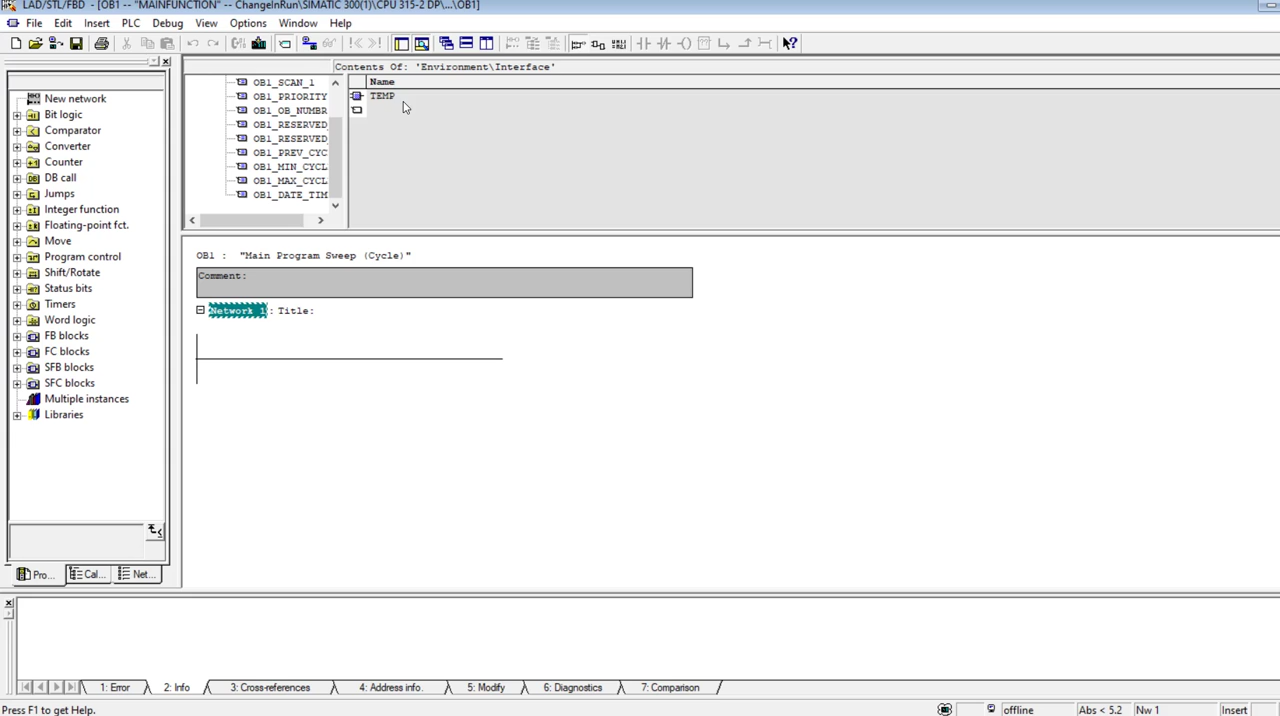 LAD/STL/FBD - [OB1 -- "MAINFUNCTION" -- ChangeInRun\SIMATIC 300(1)\CPU 315-2 DP\...\OB1]
File Edit Insert PLC Debug View Options Window Help
New network
Bit logic
Comparator
Converter
Counter
DB call
Jumps
Integer function
Floating-point fct.
Move
Program control
Shift/Rotate
Status bits
Timers
Word logic
FB blocks
FC blocks
SFB blocks
SFC blocks
Multiple instances
Libraries
Pro... Cal... Net...
OB1_SCAN_1
OB1_PRIORITY
OB1_OB_NUMBR
OB1_RESERVED
OB1_RESERVED
OB1_PREV_CYC
OB1_MIN_CYCL
OB1_MAX_CYCL
OB1_DATE_TIM
Contents Of: 'Environment\Interface'
Name
TEMP
OB1 : "Main Program Sweep (Cycle)"
Comment:
Network 1: Title:
1: Error 2: Info 3: Cross-references 4: Address info. 5: Modify 6: Diagnostics 7: Comparison
Press F1 to get Help. offline Abs < 5.2 Nw 1 Insert